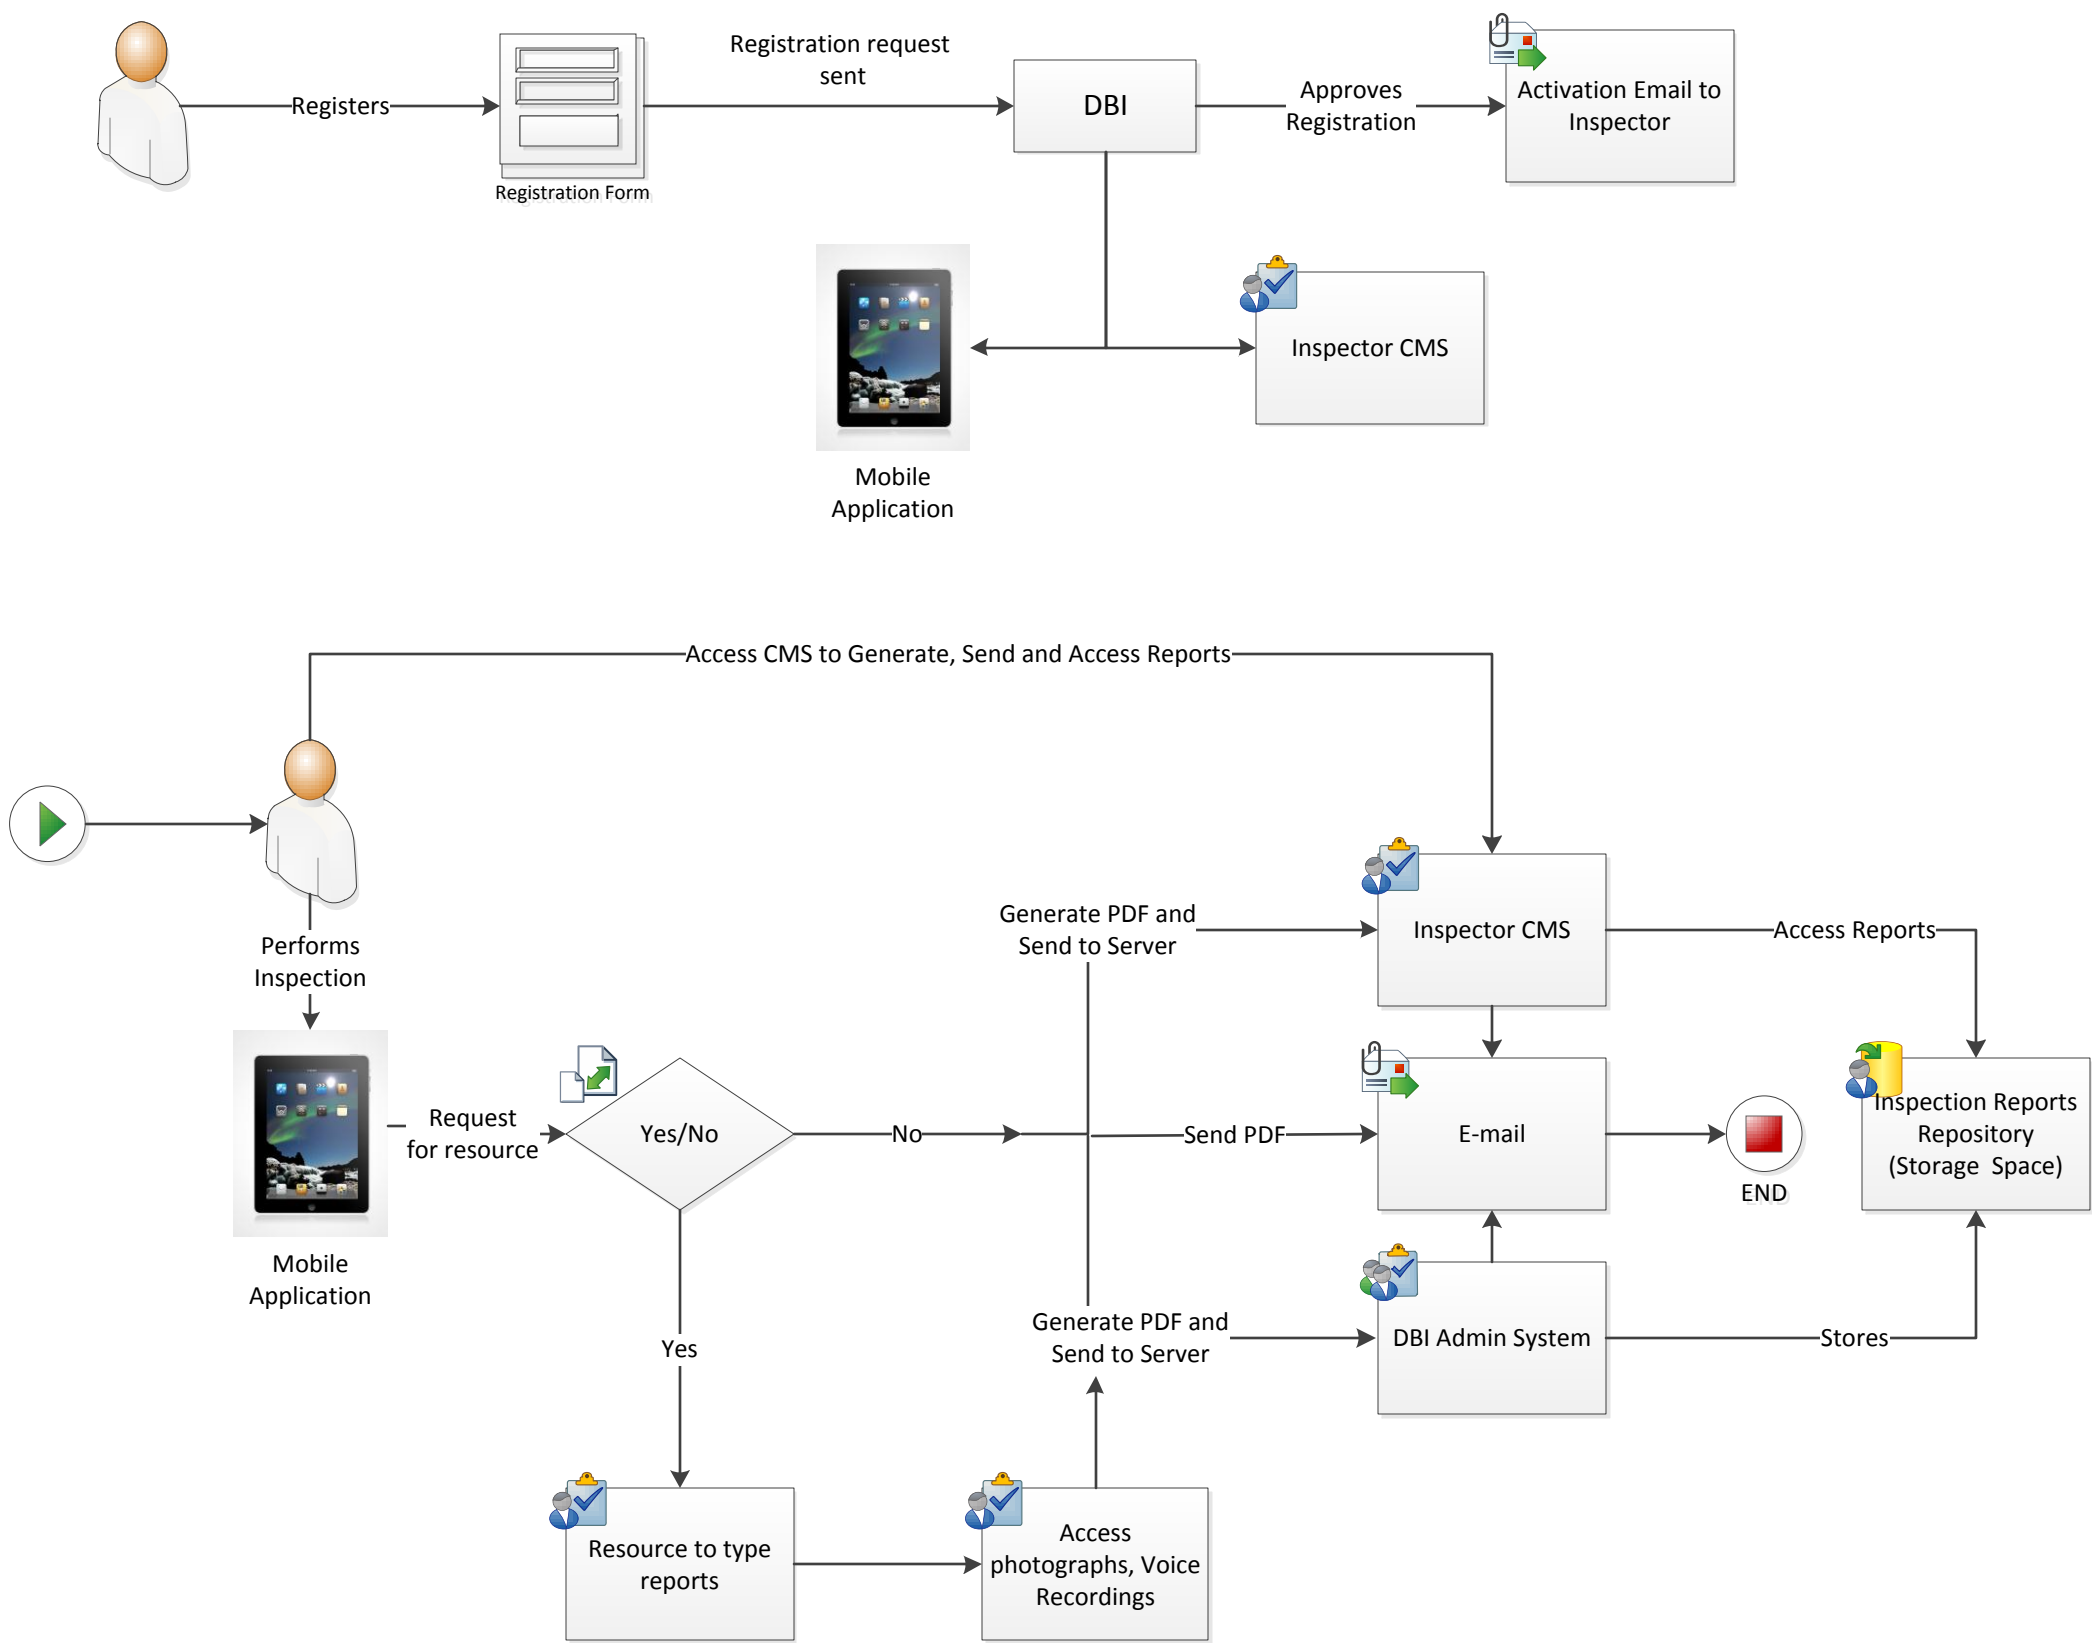 Registers
Registration Form
Registration request
sent
DBI
Approves
Registration
Activation Email to
Inspector
Mobile
Application
Inspector CMS
Access CMS to Generate, Send and Access Reports
Performs
Inspection
Mobile
Application
Request
for resource
Yes/No
No
Yes
Generate PDF and
Send to Server
Inspector CMS
Access Reports
Send PDF
E-mail
END
Inspection Reports
Repository
(Storage Space)
Generate PDF and
Send to Server
DBI Admin System
Stores
Resource to type
reports
Access
photographs, Voice
Recordings